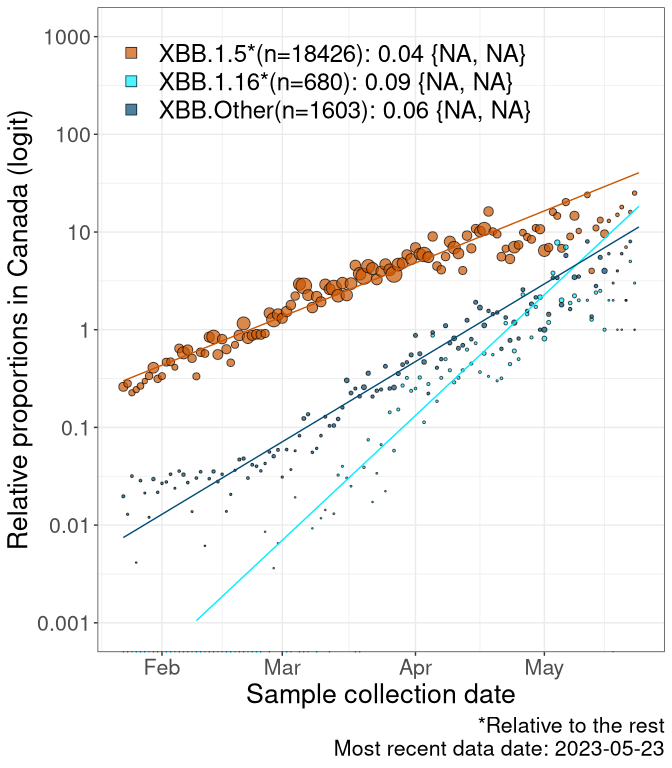 1000
100
10
1
0.1
0.01
0.001
Relative proportions in Canada (logit)
XBB.1.5*(n=18426): 0.04 {NA, NA}
XBB.1.16*(n=680): 0.09 {NA, NA}
XBB.Other(n=1603): 0.06 {NA, NA}
Feb Mar Apr May
Sample collection date
*Relative to the rest
Most recent data date: 2023-05-23